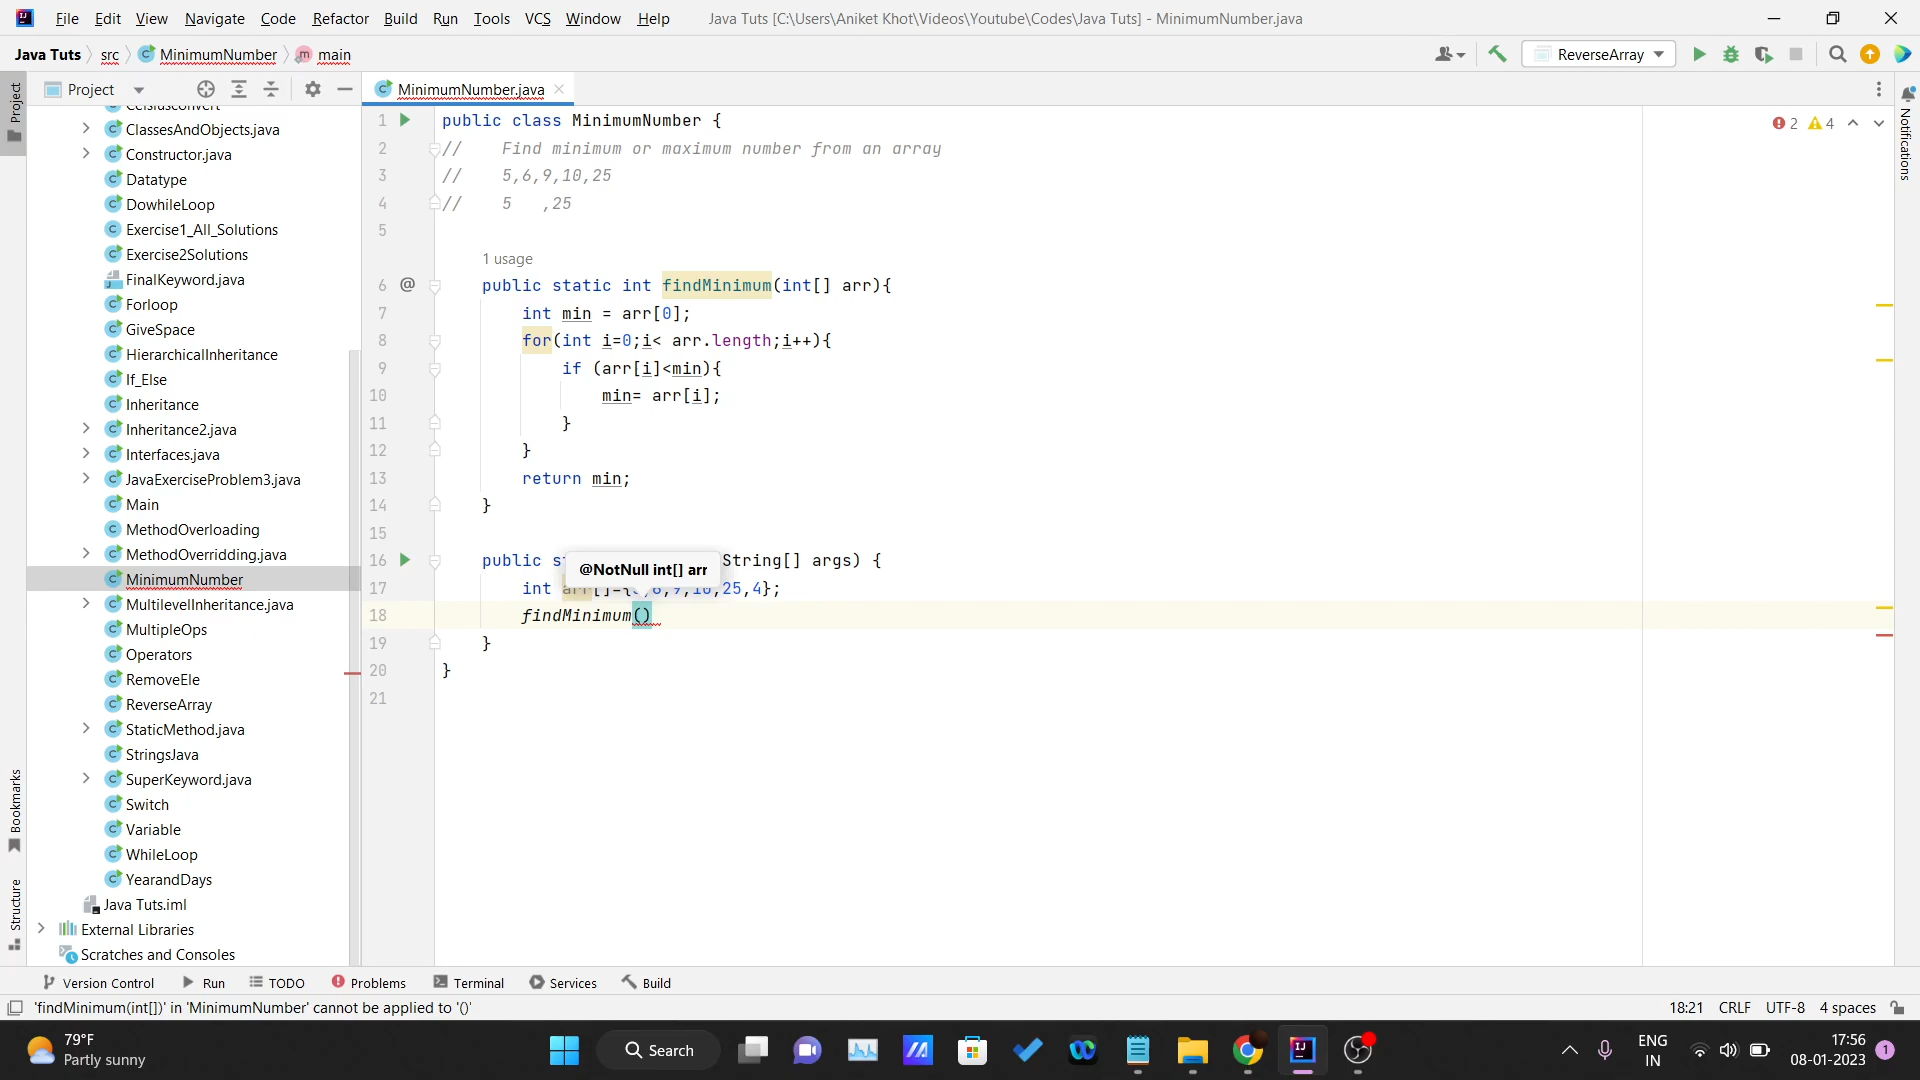 File Edit View Navigate Code Refactor Build Run Tools VCS Window Help Java Tuts [C:\Users\Aniket Khot\Videos\Youtube\Codes\Java Tuts] - MinimumNumber.java
Java Tuts src MinimumNumber main ReverseArray
Project MinimumNumber.java
Project
Notifications
Bookmarks
Structure
Celsiusconvert
ClassesAndObjects.java
Constructor.java
Datatype
DowhileLoop
Exercise1_All_Solutions
Exercise2Solutions
FinalKeyword.java
Forloop
GiveSpace
HierarchicalInheritance
If_Else
Inheritance
Inheritance2.java
Interfaces.java
JavaExerciseProblem3.java
Main
MethodOverloading
MethodOverridding.java
MinimumNumber
MultilevelInheritance.java
MultipleOps
Operators
RemoveEle
ReverseArray
StaticMethod.java
StringsJava
SuperKeyword.java
Switch
Variable
WhileLoop
YearandDays
Java Tuts.iml
External Libraries
Scratches and Consoles
2 4
1 public class MinimumNumber {
2 // Find minimum or maximum number from an array
3 // 5,6,9,10,25
4 // 5 ,25
5
1 usage
6 @ public static int findMinimum(int[] arr){
7 int min = arr[0];
8 for(int i=0;i< arr.length;i++){
9 if (arr[i]<min){
10 min= arr[i];
11 }
12 }
13 return min;
14 }
15
16 public String[] args) {
@NotNull int[] arr
17 int arr[]={5,6,9,10,25,4};
18 findMinimum()
19 }
20 }
21
Version Control Run TODO Problems Terminal Services Build
'findMinimum(int[])' in 'MinimumNumber' cannot be applied to '()' 18:21 CRLF UTF-8 4 spaces
79°F
Partly sunny
Search
ENG
IN
17:56
08-01-2023
1